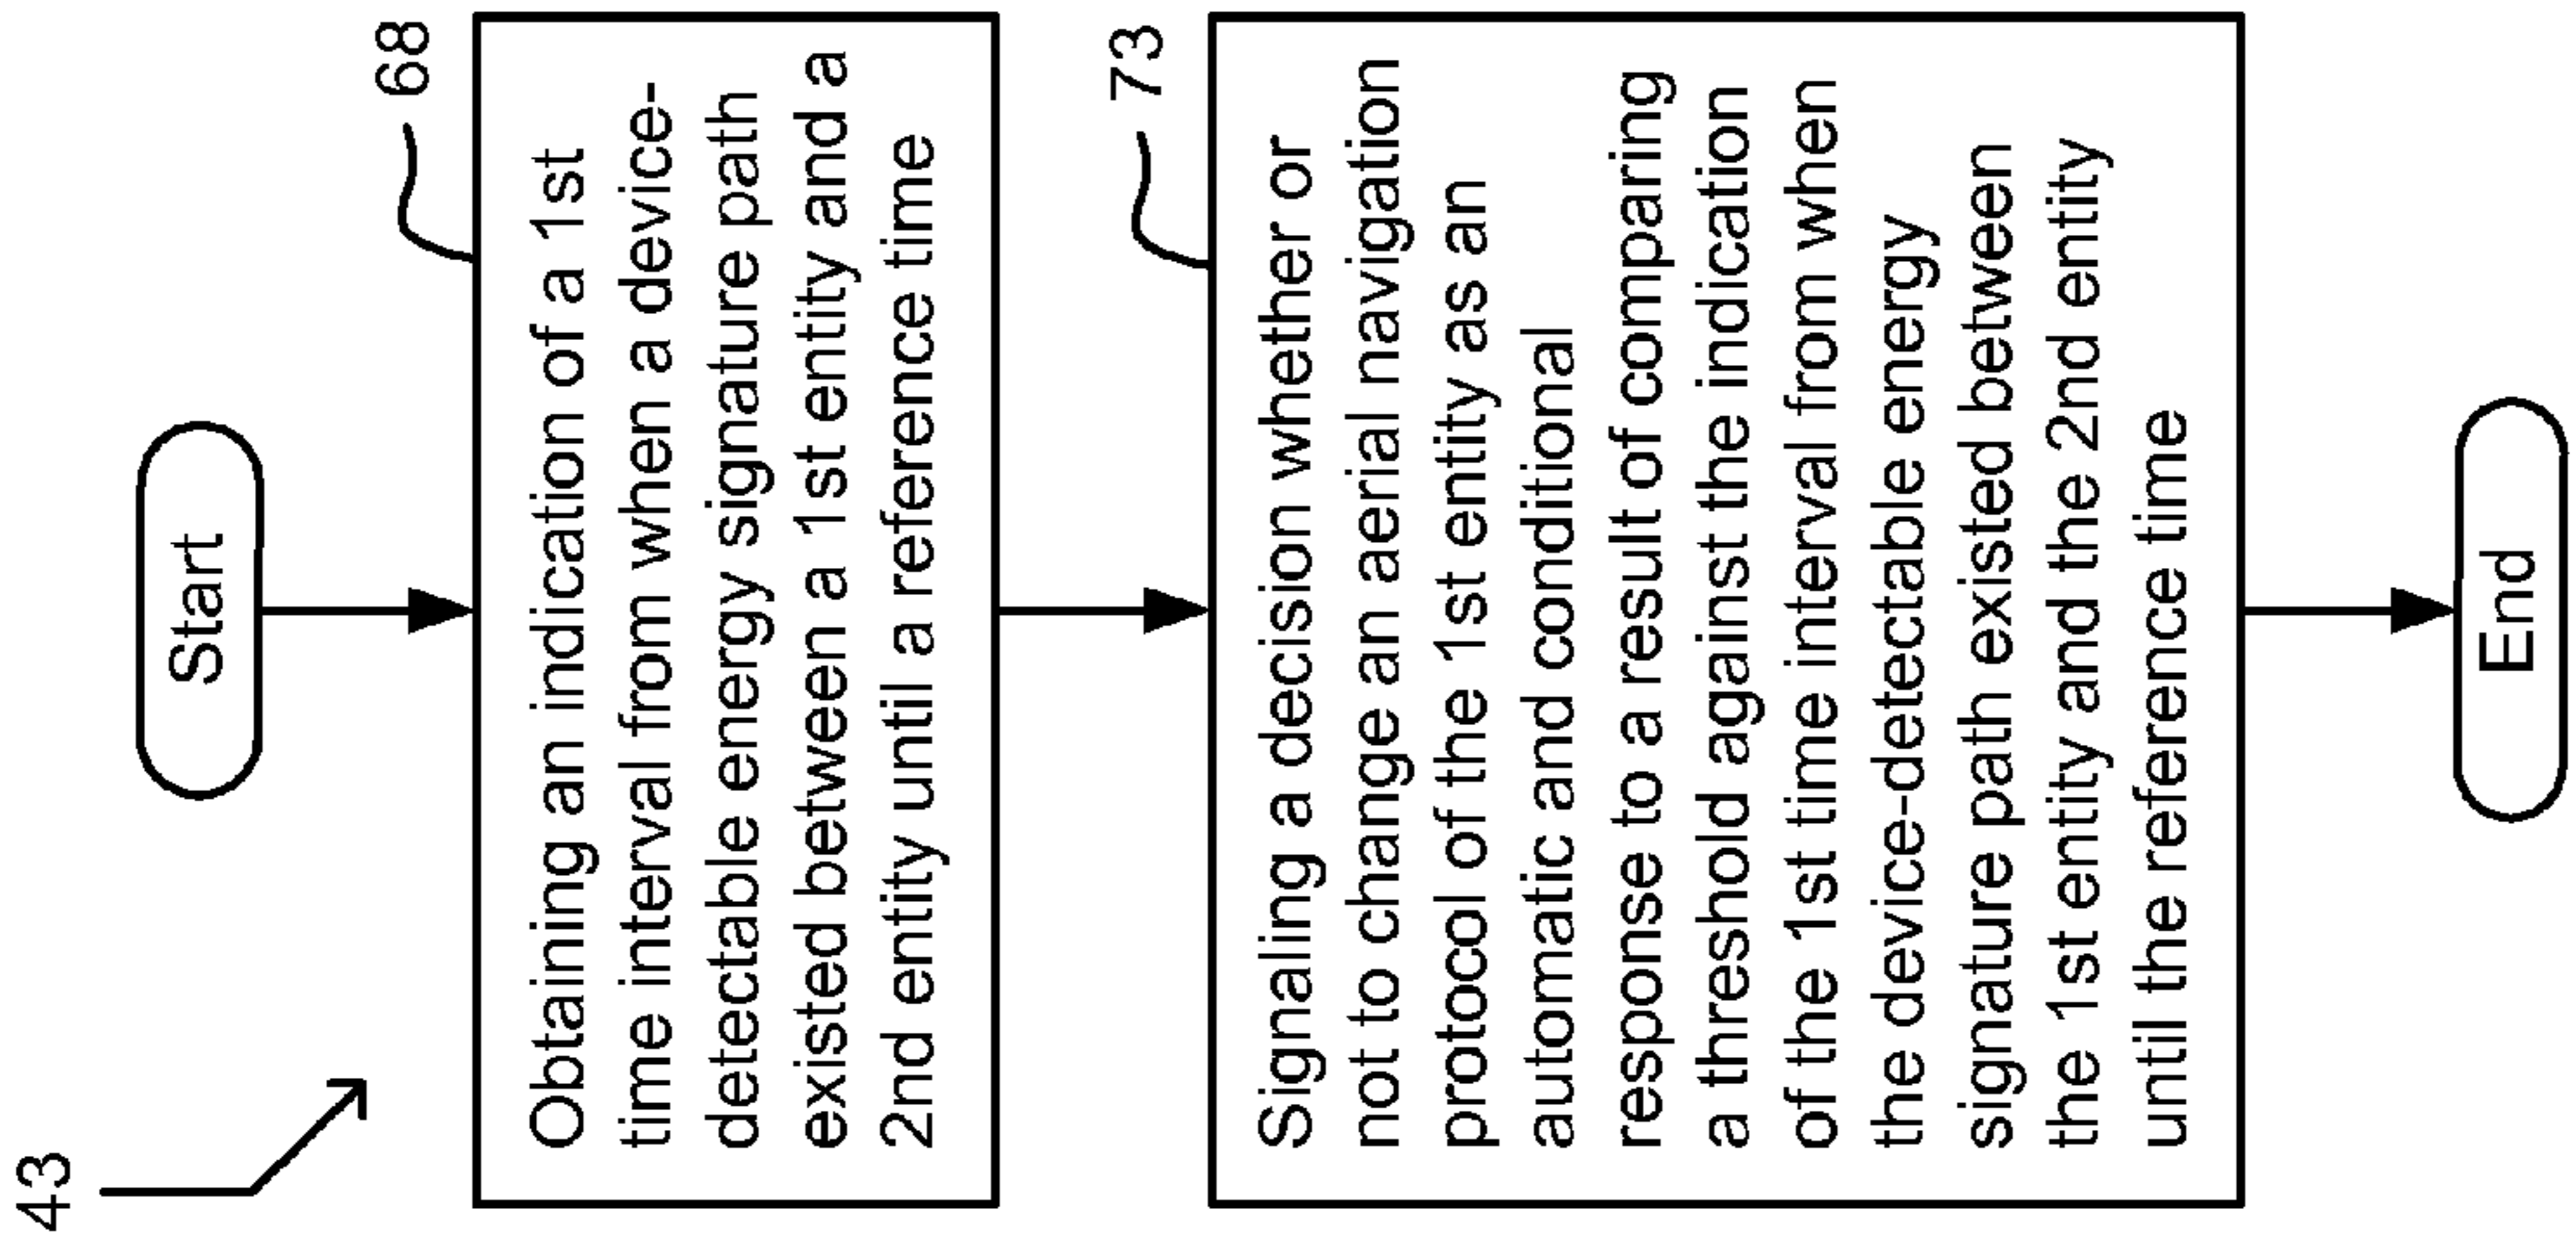 43
Start
68
Obtaining an indication of a 1st
time interval from when a device-
detectable energy signature path
existed between a 1st entity and a
2nd entity until a reference time
73
Signaling a decision whether or
not to change an aerial navigation
protocol of the 1st entity as an
automatic and conditional
response to a result of comparing
a threshold against the indication
of the 1st time interval from when
the device-detectable energy
signature path existed between
the 1st entity and the 2nd entity
until the reference time
End